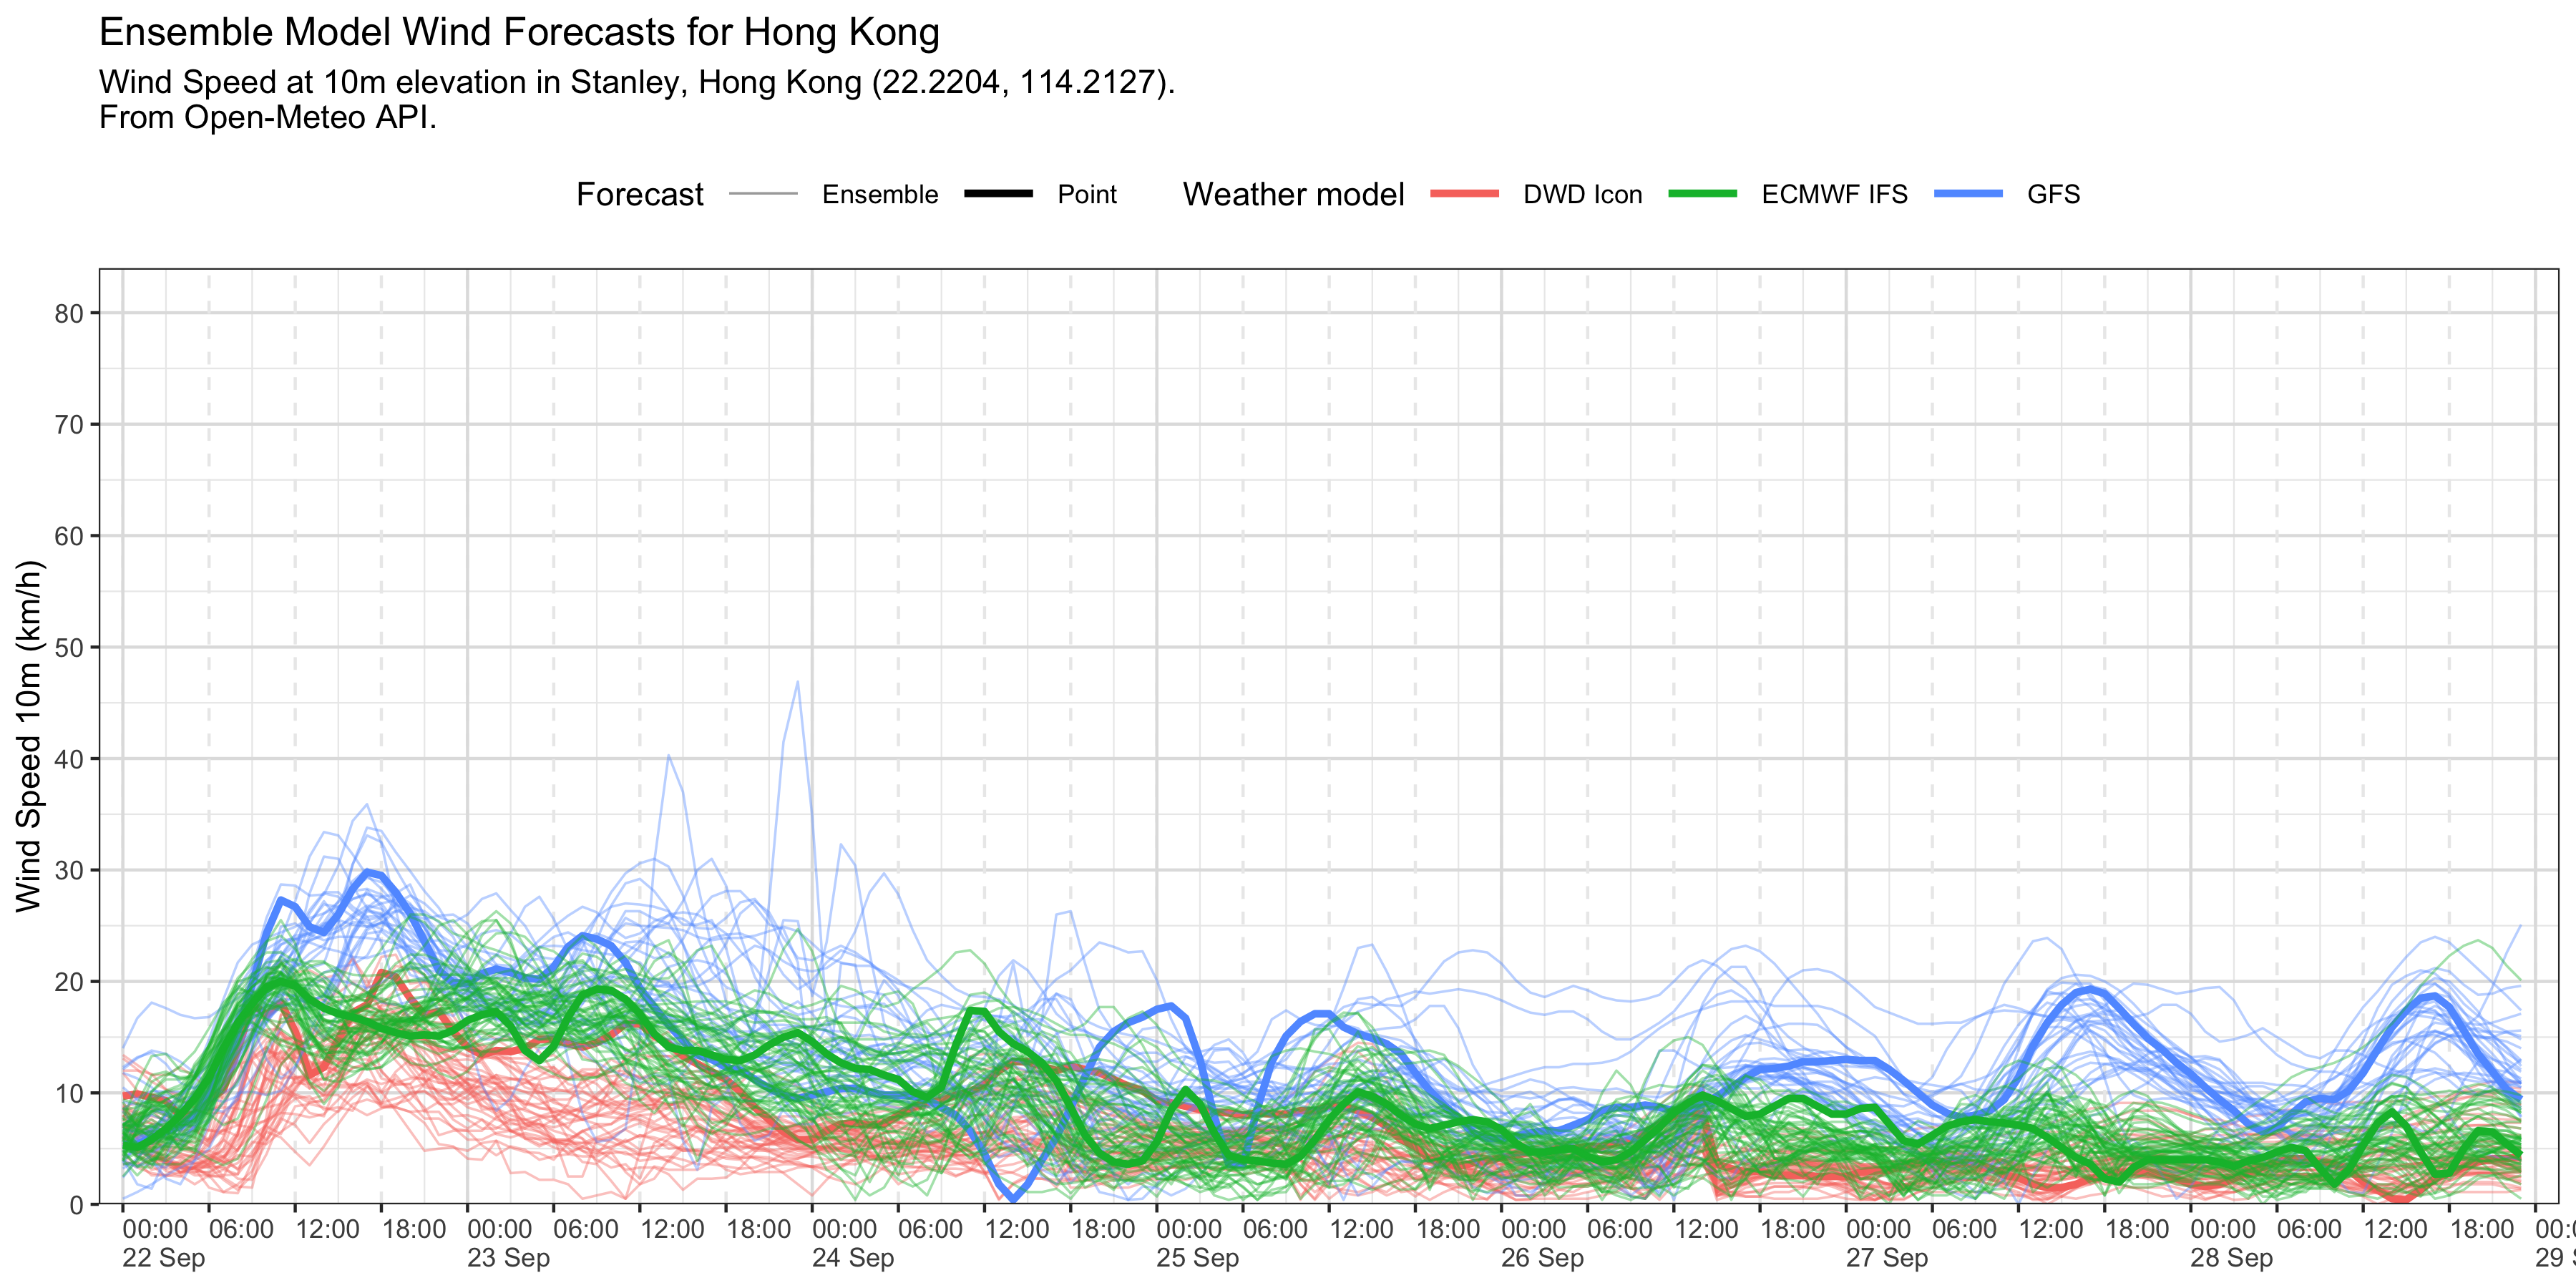 Ensemble Model Wind Forecasts for Hong Kong
Wind Speed at 10m elevation in Stanley, Hong Kong (22.2204, 114.2127).
From Open-Meteo API.
Forecast Ensemble Point Weather model DWD Icon ECMWF IFS GFS
Wind Speed 10m (km/h)
80
70
60
50
40
30
20
10
0
00:00 06:00 12:00 18:00 00:00 06:00 12:00 18:00 00:00 06:00 12:00 18:00 00:00 06:00 12:00 18:00 00:00 06:00 12:00 18:00 00:00 06:00 12:00 18:00 00:00 06:00 12:00 18:00 00:0
22 Sep 23 Sep 24 Sep 25 Sep 26 Sep 27 Sep 28 Sep 29 S